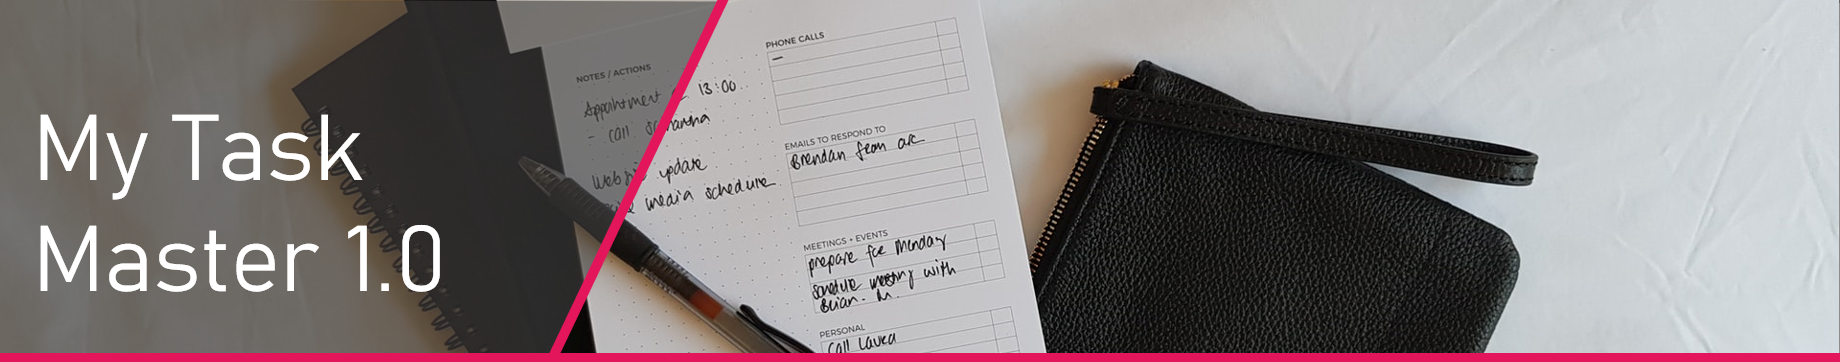 My Task
Master 1.0
NOTES / ACTIONS
Appointment @ 13:00
- call Samantha
Website update
media schedule
PHONE CALLS
–
EMAILS TO RESPOND TO
Brendan from arc
MEETINGS + EVENTS
prepare for Monday
schedule meeting with
Brian. M.
PERSONAL
call Laura